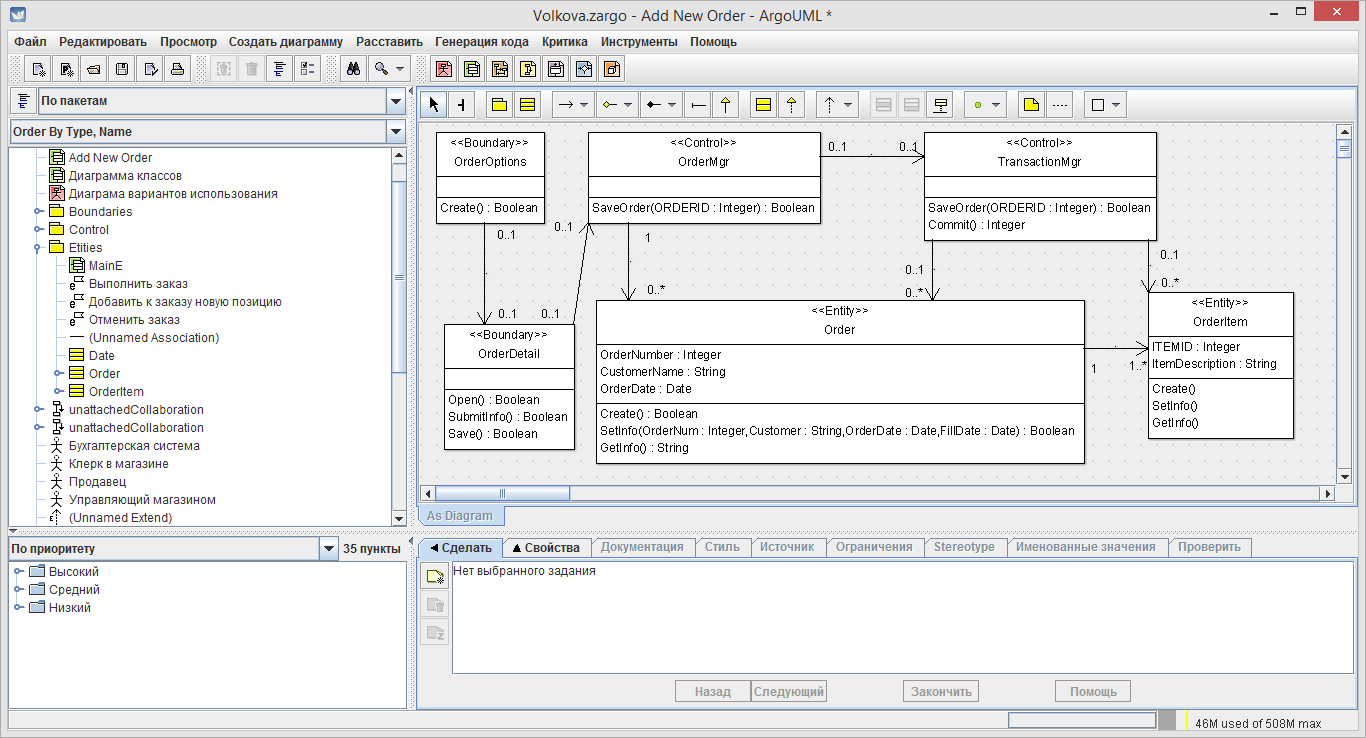 Volkova.zargo - Add New Order - ArgoUML *
Файл Редактировать Просмотр Создать диаграмму Расставить Генерация кода Критика Инструменты Помощь
По пакетам
Order By Type, Name
Add New Order
Диаграмма классов
Диаграма вариантов использования
Boundaries
Control
Etities
MainE
Выполнить заказ
Добавить к заказу новую позицию
Отменить заказ
(Unnamed Association)
Date
Order
OrderItem
unattachedCollaboration
unattachedCollaboration
Бухгалтерская система
Клерк в магазине
Продавец
Управляющий магазином
(Unnamed Extend)
<<Boundary>>
OrderOptions
Create() : Boolean
<<Control>>
OrderMgr
SaveOrder(ORDERID : Integer) : Boolean
0..1 0..1
<<Control>>
TransactionMgr
SaveOrder(ORDERID : Integer) : Boolean
Commit() : Integer
0..1
0..1
1
0..*
0..1
0..*
0..1
0..*
0..1 0..1
<<Boundary>>
OrderDetail
Open() : Boolean
SubmitInfo() : Boolean
Save() : Boolean
<<Entity>>
Order
OrderNumber : Integer
CustomerName : String
OrderDate : Date
Create() : Boolean
SetInfo(OrderNum : Integer,Customer : String,OrderDate : Date,FillDate : Date) : Boolean
GetInfo() : String
1 1..*
<<Entity>>
OrderItem
ITEMID : Integer
ItemDescription : String
Create()
SetInfo()
GetInfo()
As Diagram
По приоритету 35 пункты
Высокий
Средний
Низкий
Сделать Свойства Документация Стиль Источник Ограничения Stereotype Именованные значения Проверить
Нет выбранного задания
Назад Следующий Закончить Помощь
46M used of 508M max